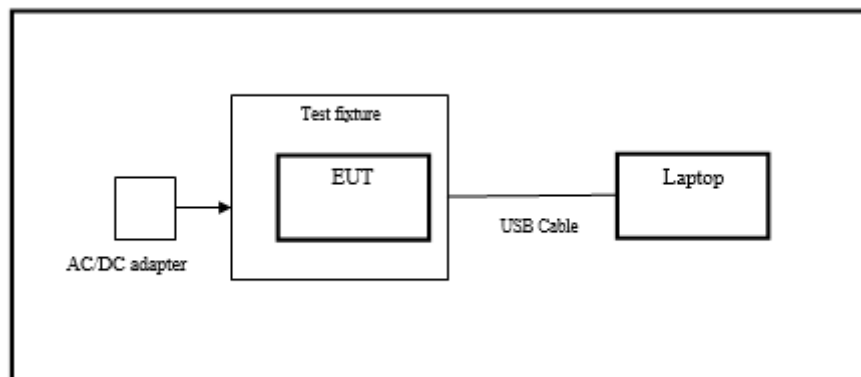 Test fixture
EUT
Laptop
USB Cable
AC/DC adapter